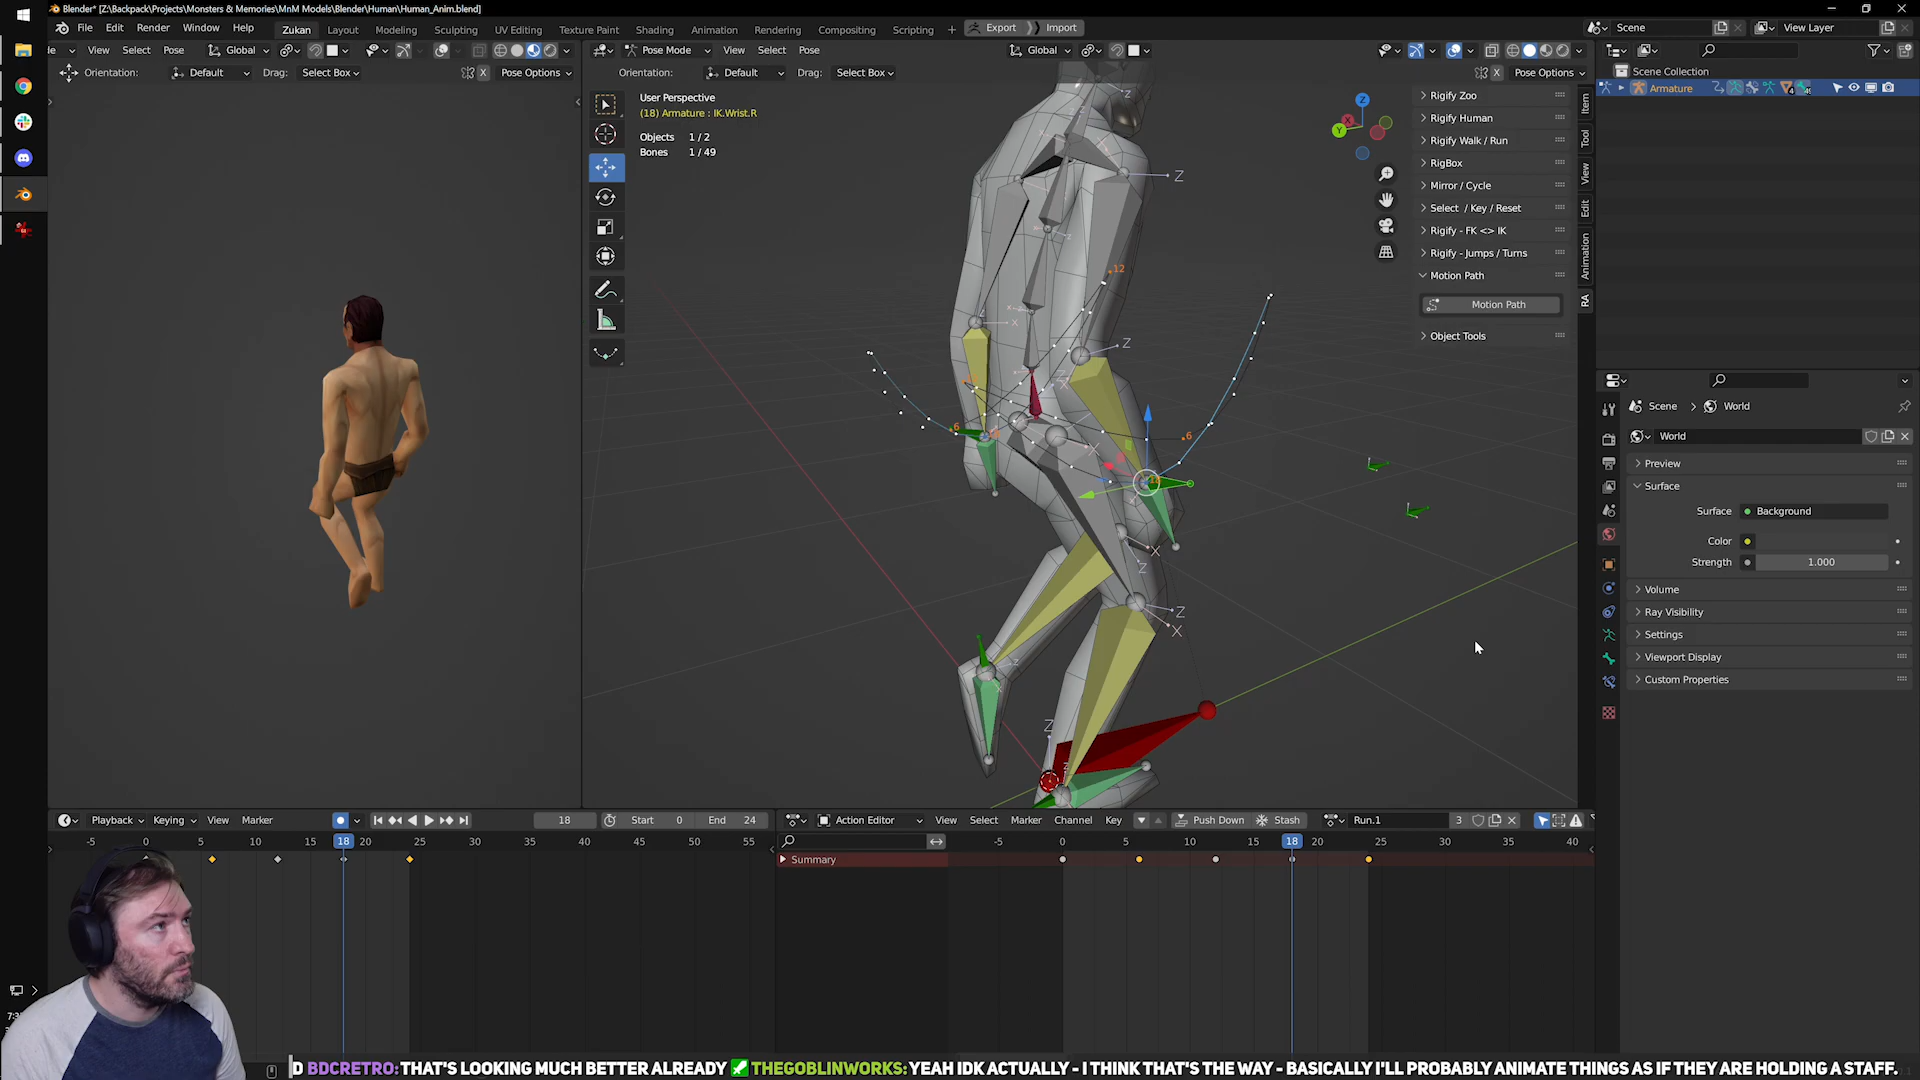 Blender* [Z:\Backpack\Projects\Monsters & Memories\MnM Models\Blender\Human\Human_Anim.blend]
File Edit Render Window Help Zukan Layout Modeling Sculpting UV Editing Texture Paint Shading Animation Rendering Compositing Scripting + Export Import Scene View Layer
View Select Pose Global Pose Mode View Select Pose Global
Orientation: Default Drag: Select Box X Pose Options Orientation: Default Drag: Select Box X Pose Options
Scene Collection
Armature
User Perspective
(18) Armature : IK.Wrist.R
Objects 1 / 2
Bones 1 / 49
Rigify Zoo
Rigify Human
Rigify Walk / Run
RigBox
Mirror / Cycle
Select / Key / Reset
Rigify - FK <> IK
Rigify - Jumps / Turns
Motion Path
Motion Path
Object Tools
Item
Tool
View
Edit
Animation
RA
12
6
6
Scene > World
World
Preview
Surface
Surface Background
Color
Strength 1.000
Volume
Ray Visibility
Settings
Viewport Display
Custom Properties
Playback Keying View Marker 18 Start 0 End 24 Action Editor View Select Marker Channel Key Push Down Stash Run.1 3
-5 0 5 10 15 18 20 25 30 35 40 45 50 55 -5 0 5 10 15 18 20 25 30 35 40
Summary
D BDCRETRO: THAT'S LOOKING MUCH BETTER ALREADY THEGOBLINWORKS: YEAH IDK ACTUALLY - I THINK THAT'S THE WAY - BASICALLY I'LL PROBABLY ANIMATE THINGS AS IF THEY ARE HOLDING A STAFF.